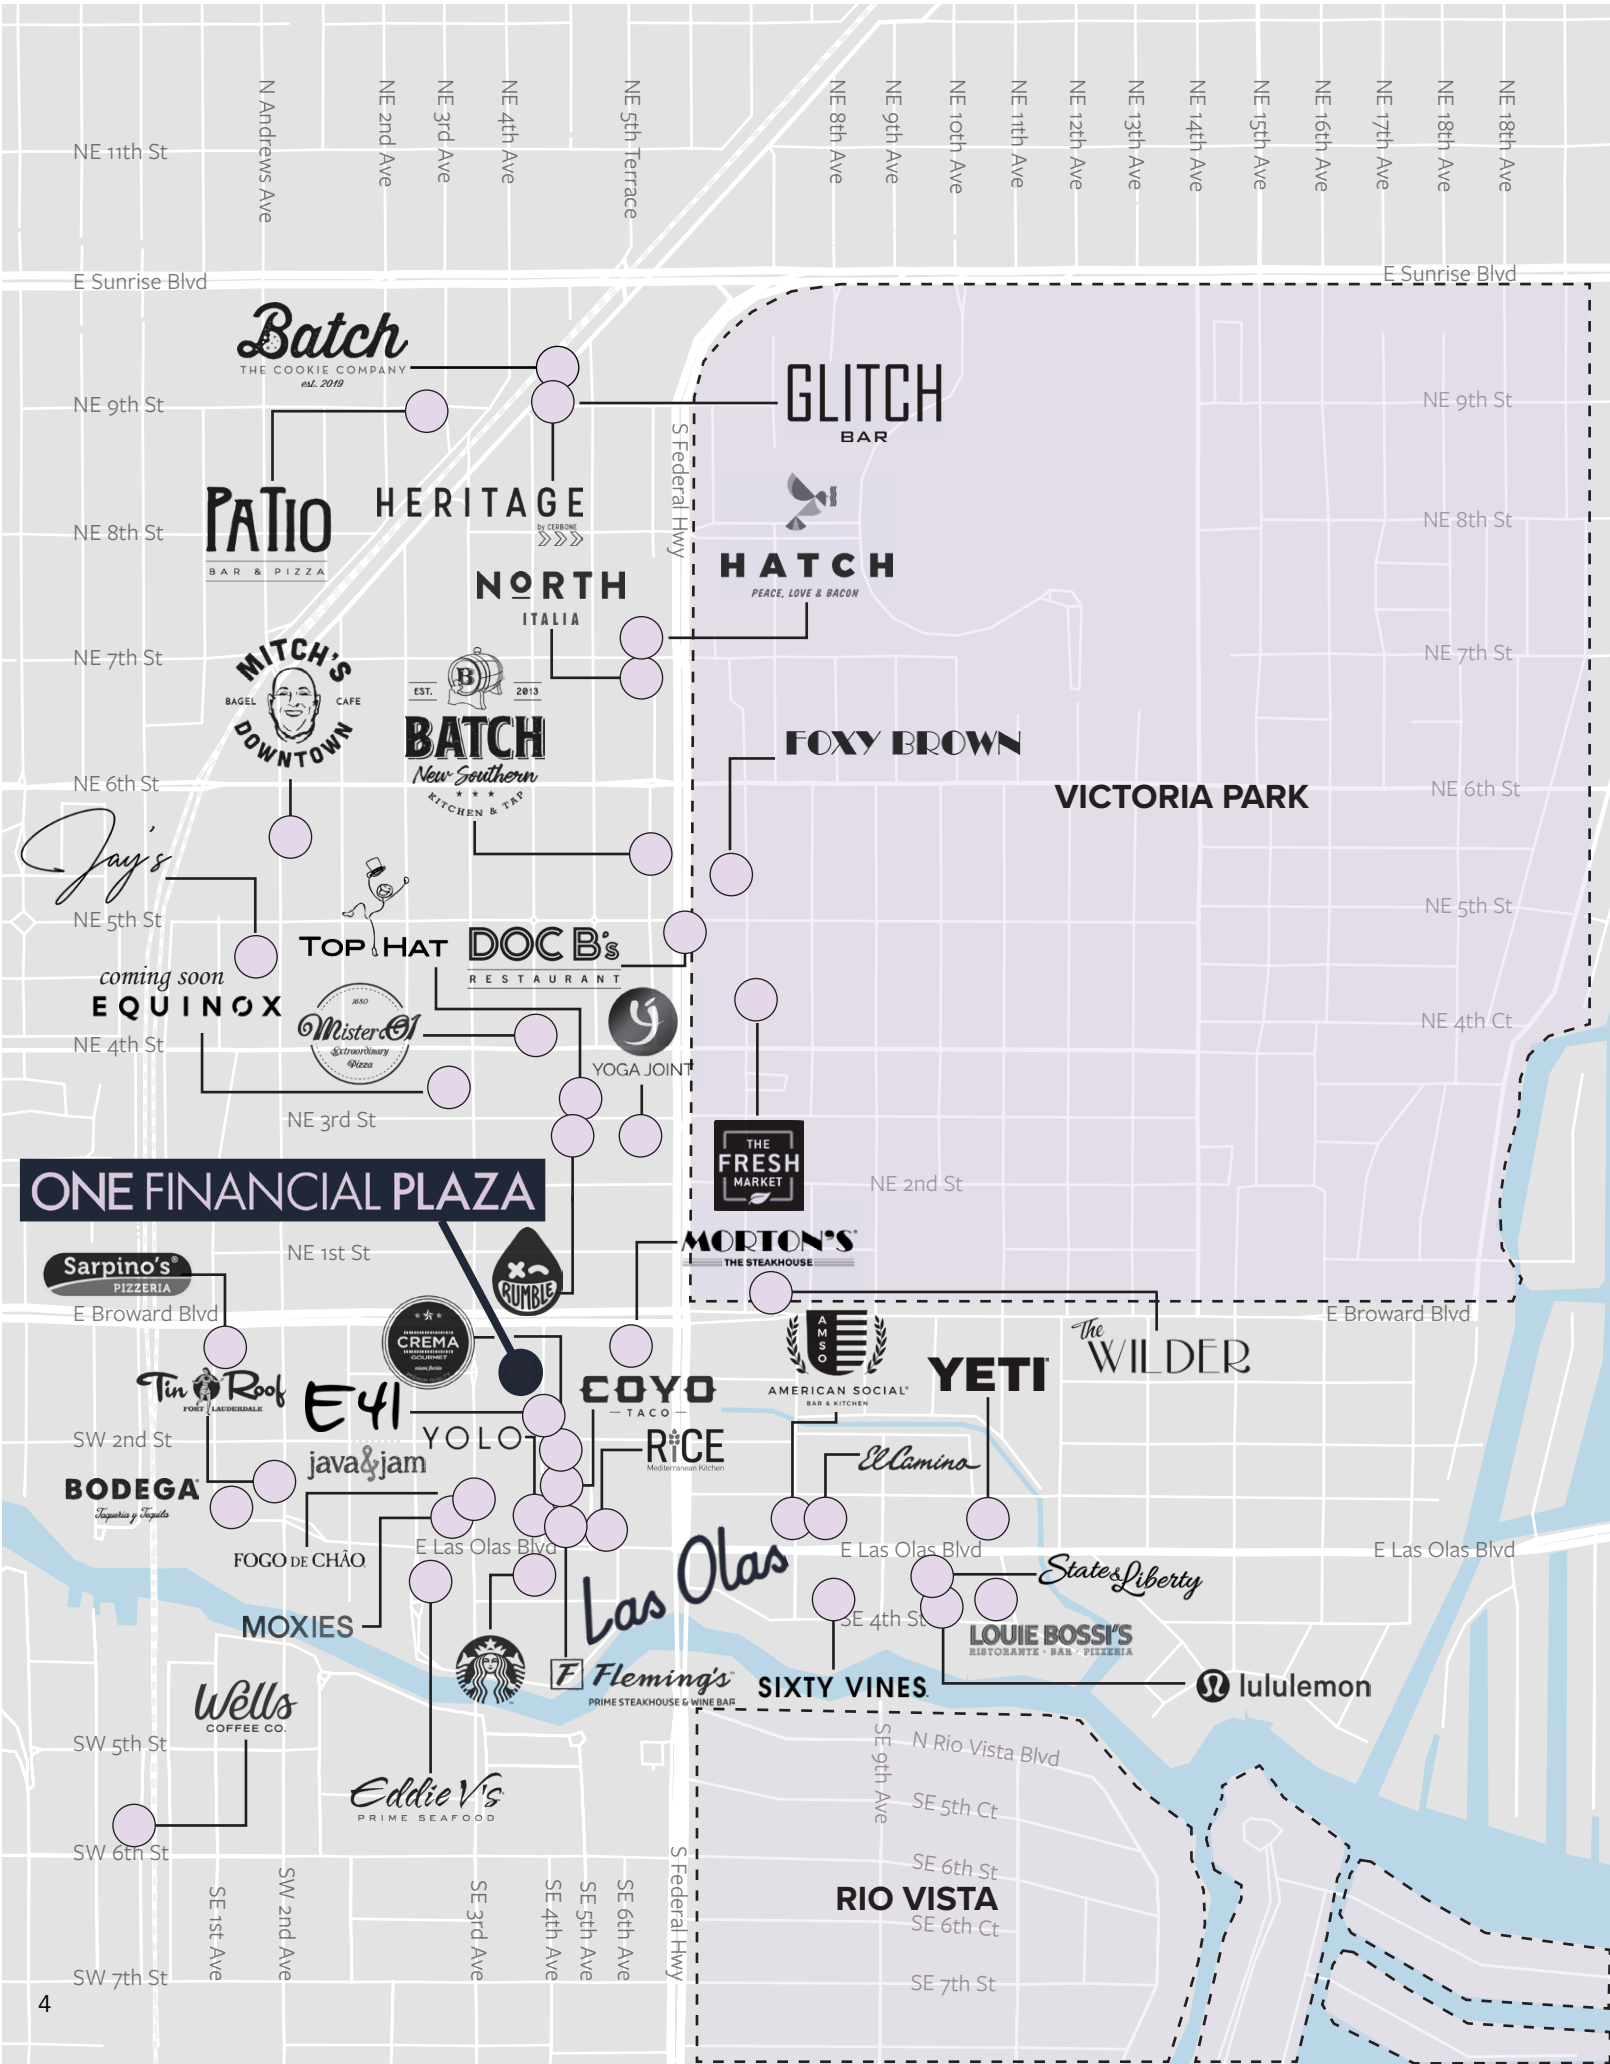 N Andrews Ave
NE 2nd Ave
NE 3rd Ave
NE 4th Ave
NE 5th Terrace
NE 8th Ave
NE 9th Ave
NE 10th Ave
NE 11th Ave
NE 12th Ave
NE 13th Ave
NE 14th Ave
NE 15th Ave
NE 16th Ave
NE 17th Ave
NE 18th Ave
NE 18th Ave
NE 11th St
E Sunrise Blvd
E Sunrise Blvd
Batch
THE COOKIE COMPANY
est. 2019
GLITCH
BAR
NE 9th St
NE 9th St
S Federal Hwy
PATIO
BAR & PIZZA
HERITAGE
by CERBONE
NE 8th St
NE 8th St
HATCH
PEACE, LOVE & BACON
NORTH
ITALIA
NE 7th St
NE 7th St
MITCH'S
BAGEL CAFE
DOWNTOWN
B
EST. 2013
BATCH
New Southern
KITCHEN & TAP
FOXY BROWN
VICTORIA PARK
NE 6th St
NE 6th St
Jay's
NE 5th St
NE 5th St
TOP HAT
DOC B's
RESTAURANT
coming soon
EQUINOX
1680
Mister O1
Extraordinary
Pizza
YOGA JOINT
NE 4th St
NE 4th Ct
NE 3rd St
THE
FRESH
MARKET
NE 2nd St
ONE FINANCIAL PLAZA
NE 1st St
RUMBLE
MORTON'S
THE STEAKHOUSE
Sarpino's®
PIZZERIA
E Broward Blvd
E Broward Blvd
CREMA
GOURMET
miami, florida
AMSO
AMERICAN SOCIAL
BAR & KITCHEN
YETI
The
WILDER
Tin Roof
FORT LAUDERDALE
E41
COYO
TACO
YOLO
RICE
Mediterranean Kitchen
SW 2nd St
java&jam
El Camino
BODEGA
Taqueria y Tequila
FOGO DE CHÃO
E Las Olas Blvd
Las Olas
E Las Olas Blvd
E Las Olas Blvd
State & Liberty
MOXIES
SE 4th St
LOUIE BOSSI'S
RISTORANTE · BAR · PIZZERIA
F Fleming's
PRIME STEAKHOUSE & WINE BAR
SIXTY VINES
lululemon
Wells
COFFEE CO.
SW 5th St
SE 9th Ave
N Rio Vista Blvd
Eddie V's
PRIME SEAFOOD
SE 5th Ct
SW 6th St
SE 6th St
RIO VISTA
SE 6th Ct
SE 1st Ave
SW 2nd Ave
SE 3rd Ave
SE 4th Ave
SE 5th Ave
SE 6th Ave
S Federal Hwy
SW 7th St
SE 7th St
4